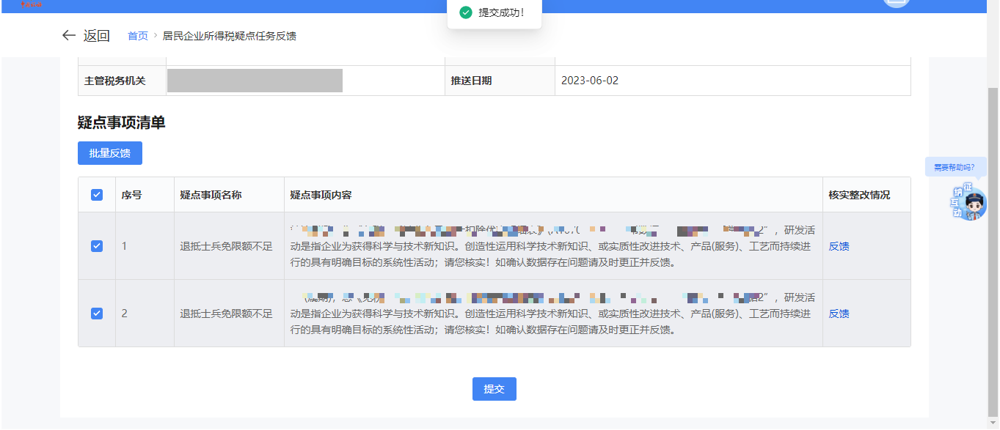 提交成功！
返回 首页 > 居民企业所得税疑点任务反馈
主管税务机关 推送日期 2023-06-02
疑点事项清单
批量反馈
需要帮助吗？
征纳互动
序号 疑点事项名称 疑点事项内容 核实整改情况
2”，研发活
1 退抵士兵免限额不足 动是指企业为获得科学与技术新知识。创造性运用科学技术新知识、或实质性改进技术、产品(服务)、工艺而持续进 反馈
行的具有明确目标的系统性活动；请您核实！如确认数据存在问题请及时更正并反馈。
2”，研发活
2 退抵士兵免限额不足 动是指企业为获得科学与技术新知识。创造性运用科学技术新知识、或实质性改进技术、产品(服务)、工艺而持续进 反馈
行的具有明确目标的系统性活动；请您核实！如确认数据存在问题请及时更正并反馈。
提交